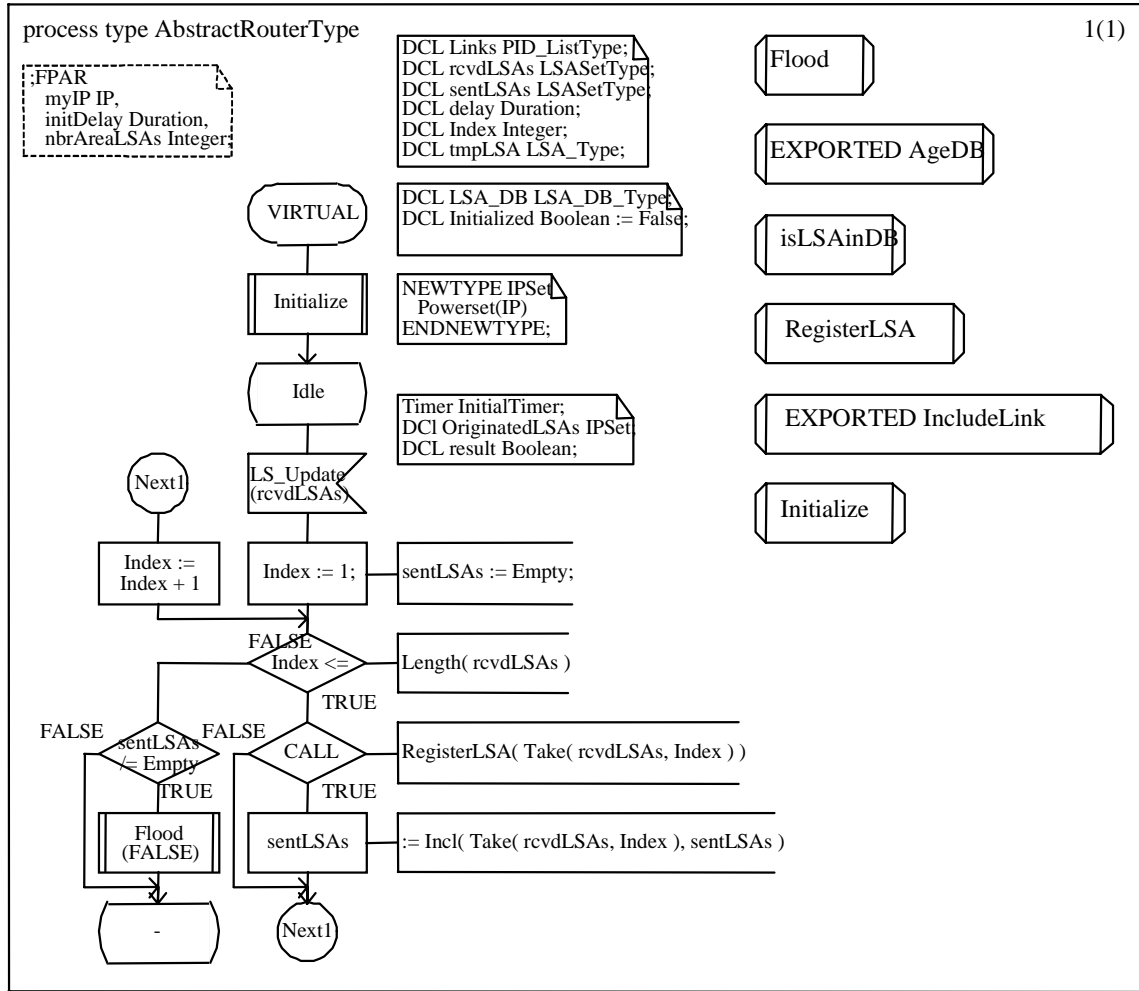 process type AbstractRouterType
1(1)
;FPAR
myIP IP,
initDelay Duration,
nbrAreaLSAs Integer;
DCL Links PID_ListType;
DCL rcvdLSAs LSASetType;
DCL sentLSAs LSASetType;
DCL delay Duration;
DCL Index Integer;
DCL tmpLSA LSA_Type;
Flood
EXPORTED AgeDB
VIRTUAL
DCL LSA_DB LSA_DB_Type;
DCL Initialized Boolean := False;
isLSAinDB
Initialize
NEWTYPE IPSet
Powerset(IP)
ENDNEWTYPE;
RegisterLSA
Idle
Timer InitialTimer;
DCl OriginatedLSAs IPSet;
DCL result Boolean;
EXPORTED IncludeLink
Next1
LS_Update
(rcvdLSAs)
Initialize
Index :=
Index + 1
Index := 1;
sentLSAs := Empty;
FALSE
Index <=
Length( rcvdLSAs )
TRUE
FALSE
sentLSAs
/= Empty
FALSE
CALL
RegisterLSA( Take( rcvdLSAs, Index ) )
TRUE
TRUE
Flood
(FALSE)
sentLSAs
:= Incl( Take( rcvdLSAs, Index ), sentLSAs )
-
Next1